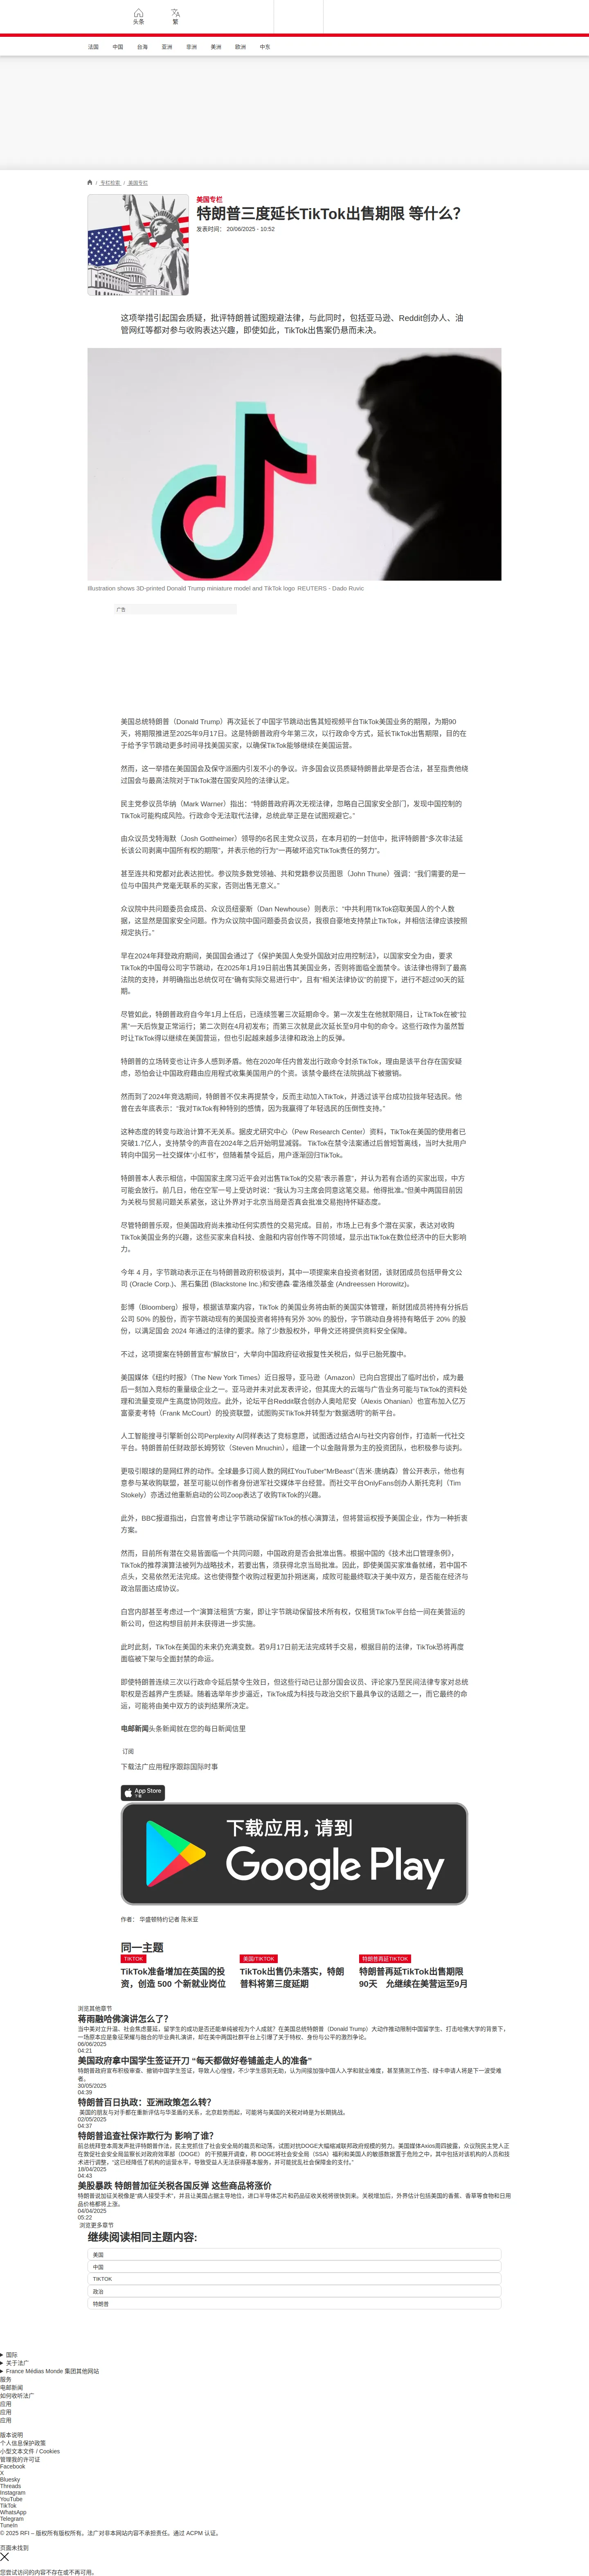 头条
繁
法国 中国 台海 亚洲 非洲 美洲 欧洲 中东
/ 专栏检索 / 美国专栏
美国专栏
特朗普三度延长TikTok出售期限 等什么？
发表时间： 20/06/2025 - 10:52
这项举措引起国会质疑，批评特朗普试图规避法律，与此同时，包括亚马逊、Reddit创办人、油
管网红等都对参与收购表达兴趣，即使如此，TikTok出售案仍悬而未决。
Illustration shows 3D-printed Donald Trump miniature model and TikTok logo REUTERS - Dado Ruvic
广告
美国总统特朗普（Donald Trump）再次延长了中国字节跳动出售其短视频平台TikTok美国业务的期限，为期90
天，将期限推进至2025年9月17日。这是特朗普政府今年第三次，以行政命令方式，延长TikTok出售期限，目的在
于给予字节跳动更多时间寻找美国买家，以确保TikTok能够继续在美国运营。
然而，这一举措在美国国会及保守派圈内引发不小的争议。许多国会议员质疑特朗普此举是否合法，甚至指责他绕
过国会与最高法院对于TikTok潜在国安风险的法律认定。
民主党参议员华纳（Mark Warner）指出：“特朗普政府再次无视法律，忽略自己国家安全部门，发现中国控制的
TikTok可能构成风险。行政命令无法取代法律，总统此举正是在试图规避它。”
由众议员戈特海默（Josh Gottheimer）领导的6名民主党众议员，在本月初的一封信中，批评特朗普“多次非法延
长该公司剥离中国所有权的期限”，并表示他的行为“一再破坏追究TikTok责任的努力”。
甚至连共和党都对此表达担忧。参议院多数党领袖、共和党籍参议员图恩（John Thune）强调：“我们需要的是一
位与中国共产党毫无联系的买家，否则出售无意义。”
众议院中共问题委员会成员、众议员纽豪斯（Dan Newhouse）则表示：“中共利用TikTok窃取美国人的个人数
据，这显然是国家安全问题。作为众议院中国问题委员会议员，我很自豪地支持禁止TikTok，并相信法律应该按照
规定执行。”
早在2024年拜登政府期间，美国国会通过了《保护美国人免受外国敌对应用控制法》，以国家安全为由，要求
TikTok的中国母公司字节跳动，在2025年1月19日前出售其美国业务，否则将面临全面禁令。该法律也得到了最高
法院的支持，并明确指出总统仅可在“确有实际交易进行中”，且有“相关法律协议”的前提下，进行不超过90天的延
期。
尽管如此，特朗普政府自今年1月上任后，已连续签署三次延期命令。第一次发生在他就职隔日，让TikTok在被“拉
黑”一天后恢复正常运行；第二次则在4月初发布；而第三次就是此次延长至9月中旬的命令。这些行政作为虽然暂
时让TikTok得以继续在美国营运，但也引起越来越多法律和政治上的反弹。
特朗普的立场转变也让许多人感到矛盾。他在2020年任内曾发出行政命令封杀TikTok，理由是该平台存在国安疑
虑，恐怕会让中国政府藉由应用程式收集美国用户的个资。该禁令最终在法院挑战下被撤销。
然而到了2024年竟选期间，特朗普不仅未再提禁令，反而主动加入TikTok，并透过该平台成功拉拢年轻选民。他
曾在去年底表示：“我对TikTok有种特别的感情，因为我赢得了年轻选民的压倒性支持。”
这种态度的转变与政治计算不无关系。据皮尤研究中心（Pew Research Center）资料，TikTok在美国的使用者已
突破1.7亿人，支持禁令的声音在2024年之后开始明显减弱。 TikTok在禁令法案通过后曾短暂离线，当时大批用户
转向中国另一社交媒体“小红书”，但随着禁令延后，用户逐渐回归TikTok。
特朗普本人表示相信，中国国家主席习近平会对出售TikTok的交易“表示善意”，并认为若有合适的买家出现，中方
可能会放行。前几日，他在空军一号上受访时说：“我认为习主席会同意这笔交易。他得批准。”但美中两国目前因
为关税与贸易问题关系紧张，这让外界对于北京当局是否真会批准交易抱持怀疑态度。
尽管特朗普乐观，但美国政府尚未推动任何实质性的交易完成。目前，市场上已有多个潜在买家，表达对收购
TikTok美国业务的兴趣，这些买家来自科技、金融和内容创作等不同领域，显示出TikTok在数位经济中的巨大影响
力。
今年 4 月，字节跳动表示正在与特朗普政府积极谈判，其中一项提案来自投资者财团，该财团成员包括甲骨文公
司 (Oracle Corp.)、黑石集团 (Blackstone Inc.)和安德森·霍洛维茨基金 (Andreessen Horowitz)。
彭博（Bloomberg）报导，根据该草案内容，TikTok 的美国业务将由新的美国实体管理，新财团成员将持有分拆后
公司 50% 的股份，而字节跳动现有的美国投资者将持有另外 30% 的股份，字节跳动自身将持有略低于 20% 的股
份，以满足国会 2024 年通过的法律的要求。除了少数股权外，甲骨文还将提供资料安全保障。
不过，这项提案在特朗普宣布“解放日”，大举向中国政府征收报复性关税后，似乎已胎死腹中。
美国媒体《纽约时报》（The New York Times）近日报导，亚马逊（Amazon）已向白宫提出了临时出价，成为最
后一刻加入竞标的重量级企业之一。亚马逊并未对此发表评论，但其庞大的云端与广告业务可能与TikTok的资料处
理和流量变现产生高度协同效应。此外，论坛平台Reddit联合创办人奥哈尼安（Alexis Ohanian）也宣布加入亿万
富豪麦考特（Frank McCourt）的投资联盟，试图购买TikTok并转型为“数据透明”的新平台。
人工智能搜寻引擎新创公司Perplexity AI同样表达了竞标意愿，试图透过结合AI与社交内容创作，打造新一代社交
平台。特朗普前任财政部长姆努钦（Steven Mnuchin），组建一个以金融背景为主的投资团队，也积极参与谈判。
更吸引眼球的是网红界的动作。全球最多订阅人数的网红YouTuber“MrBeast”（吉米·唐纳森）曾公开表示，他也有
意参与某收购联盟，甚至可能以创作者身份进军社交媒体平台经营。而社交平台OnlyFans创办人斯托克利（Tim
Stokely）亦透过他重新启动的公司Zoop表达了收购TikTok的兴趣。
此外，BBC报道指出，白宫曾考虑让字节跳动保留TikTok的核心演算法，但将营运权授予美国企业，作为一种折衷
方案。
然而，目前所有潜在交易皆面临一个共同问题，中国政府是否会批准出售。根据中国的《技术出口管理条例》，
TikTok的推荐演算法被列为战略技术，若要出售，须获得北京当局批准。因此，即使美国买家准备就绪，若中国不
点头，交易依然无法完成。这也使得整个收购过程更加扑朔迷离，成败可能最终取决于美中双方，是否能在经济与
政治层面达成协议。
白宫内部甚至考虑过一个“演算法租赁”方案，即让字节跳动保留技术所有权，仅租赁TikTok平台给一间在美营运的
新公司，但这构想目前并未获得进一步实施。
此时此刻，TikTok在美国的未来仍充满变数。若9月17日前无法完成转手交易，根据目前的法律，TikTok恐将再度
面临被下架与全面封禁的命运。
即使特朗普连续三次以行政命令延后禁令生效日，但这些行动已让部分国会议员、评论家乃至民间法律专家对总统
职权是否越界产生质疑。随着选举年步步逼近，TikTok成为科技与政治交织下最具争议的话题之一，而它最终的命
运，可能将由美中双方的谈判结果所决定。
电邮新闻头条新闻就在您的每日新闻信里
订阅
下载法广应用程序跟踪国际时事
App Store
下载
下载应用，请到
Google Play
作者： 华盛顿特约记者 陈米亚
同一主题
TIKTOK
TikTok准备增加在英国的投
资，创造 500 个新就业岗位
美国/TIKTOK
TikTok出售仍未落实，特朗
普料将第三度延期
特朗普再延TIKTOK
特朗普再延TikTok出售期限
90天 允继续在美营运至9月
浏览其他章节
蒋雨融哈佛演讲怎么了?
当中美对立升温、社会焦虑蔓延，留学生的成功是否还能单纯被视为个人成就？在美国总统特朗普（Donald Trump）大动作推动限制中国留学生、打击哈佛大学的背景下，
一场原本应是象征荣耀与融合的毕业典礼演讲，却在美中两国社群平台上引爆了关于特权、身份与公平的激烈争论。
06/06/2025
04:21
美国政府拿中国学生签证开刀 “每天都做好卷铺盖走人的准备”
特朗普政府宣布积极审查、撤销中国学生签证，导致人心惶惶，不少学生感到无助，认为间接加强中国人入学和就业难度，甚至猜测工作签、绿卡申请人将是下一波受难
者。
30/05/2025
04:39
特朗普百日执政：亚洲政策怎么转？
美国的朋友与对手都在重新评估与华圣盾的关系，北京趁势而起，可能将与美国的关税对峙是为长期挑战。
02/05/2025
04:37
特朗普追查社保诈欺行为 影响了谁?
前总统拜登本周发声批评特朗普作法，民主党抓住了社会安全局的裁员和动荡，试图对抗DOGE大幅缩减联邦政府规模的努力。美国媒体Axios周四披露，众议院民主党人正
在敦促社会安全局监察长对政府效率部（DOGE） 的干预展开调查，称 DOGE将社会安全局（SSA）福利和美国人的敏感数据置于危险之中，其中包括对该机构的人员和技
术进行调整。“这已经降低了机构的运营水平，导致受益人无法获得基本服务，并可能扰乱社会保障金的支付。”
18/04/2025
04:43
美股暴跌 特朗普加征关税各国反弹 这些商品将涨价
特朗普说加征关税像是“病人接受手术”，并且让美国占据主导地位，进口半导体芯片和药品征收关税将很快到来。关税增加后，外界估计包括美国的香蕉、香草等食物和日用
品价格都将上涨。
04/04/2025
05:22
浏览更多章节
继续阅读相同主题内容:
美国
中国
TIKTOK
政治
特朗普
国际
关于法广
France Médias Monde 集团其他网站
服务
电邮新闻
如何收听法广
应用
应用
应用
版本说明
个人信息保护政策
小型文本文件 / Cookies
管理我的许可证
Facebook
X
Bluesky
Threads
Instagram
YouTube
TikTok
WhatsApp
Telegram
TuneIn
© 2025 RFI – 版权所有版权所有。法广对非本网站内容不承担责任。通过 ACPM 认证。
页面未找到
您尝试访问的内容不存在或不再可用。